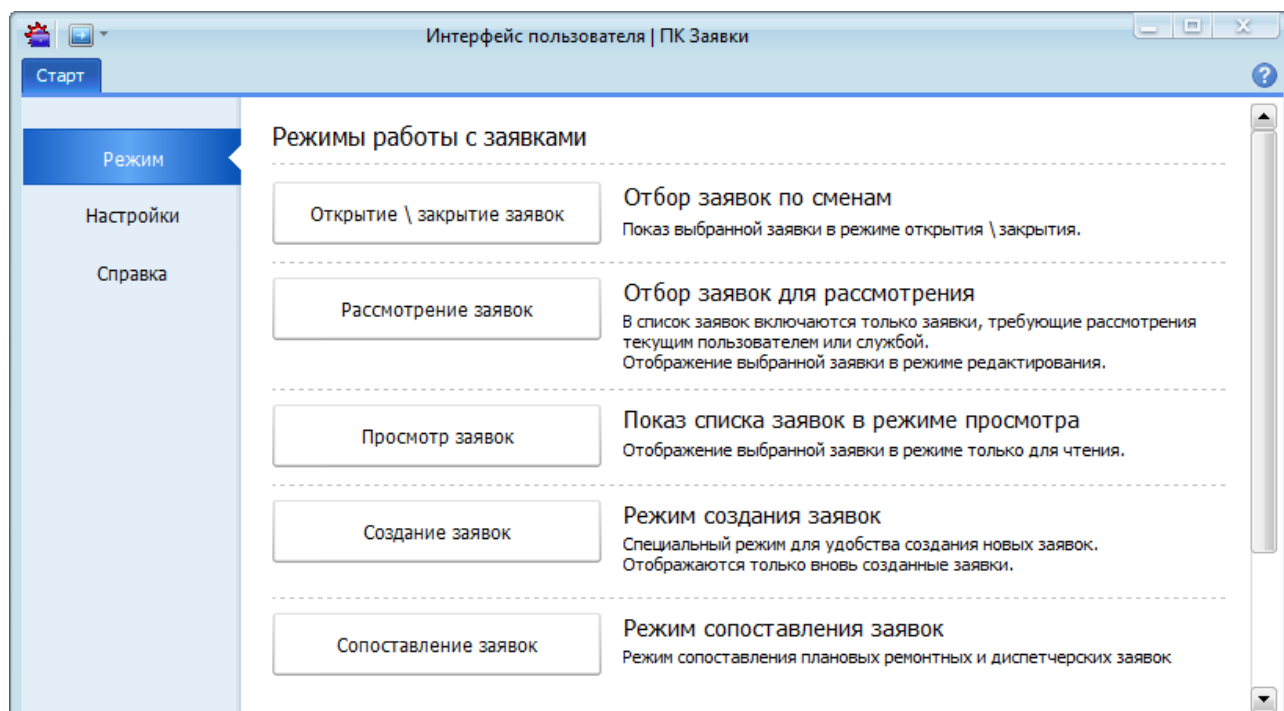 Интерфейс пользователя | ПК Заявки
Старт
?
Режим
Настройки
Справка
Режимы работы с заявками
Открытие \ закрытие заявок
Отбор заявок по сменам
Показ выбранной заявки в режиме открытия \ закрытия.
Рассмотрение заявок
Отбор заявок для рассмотрения
В список заявок включаются только заявки, требующие рассмотрения
текущим пользователем или службой.
Отображение выбранной заявки в режиме редактирования.
Просмотр заявок
Показ списка заявок в режиме просмотра
Отображение выбранной заявки в режиме только для чтения.
Создание заявок
Режим создания заявок
Специальный режим для удобства создания новых заявок.
Отображаются только вновь созданные заявки.
Сопоставление заявок
Режим сопоставления заявок
Режим сопоставления плановых ремонтных и диспетчерских заявок